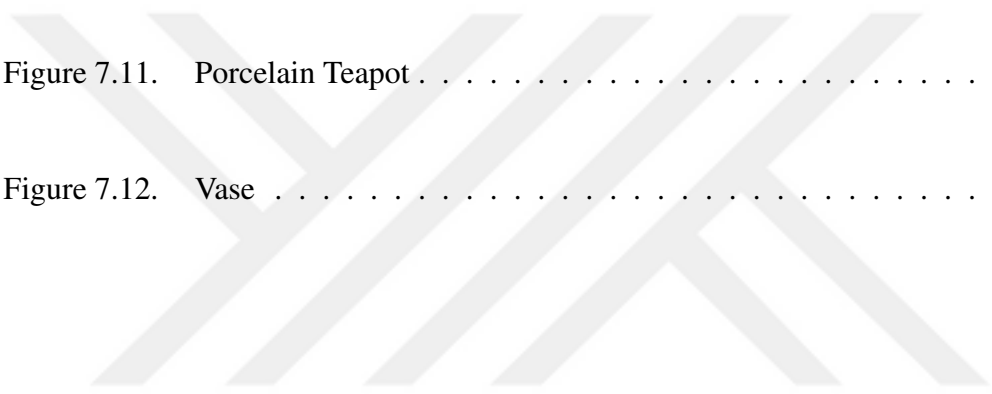 Figure 7.11. Porcelain Teapot . . . . . . . . . . . . . . . . . . . . . . . .
Figure 7.12. Vase . . . . . . . . . . . . . . . . . . . . . . . . . . . . . .